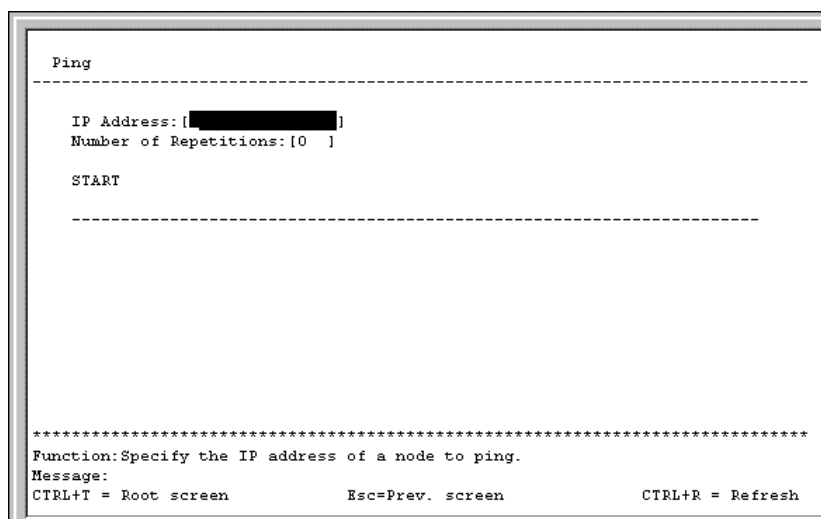 Ping
--------------------------------------------------------------------------------
IP Address:[               ]
Number of Repetitions:[0  ]
START
----------------------------------------------------------------------
********************************************************************************
Function:Specify the IP address of a node to ping.
Message:
CTRL+T = Root screen            Esc=Prev. screen              CTRL+R = Refresh